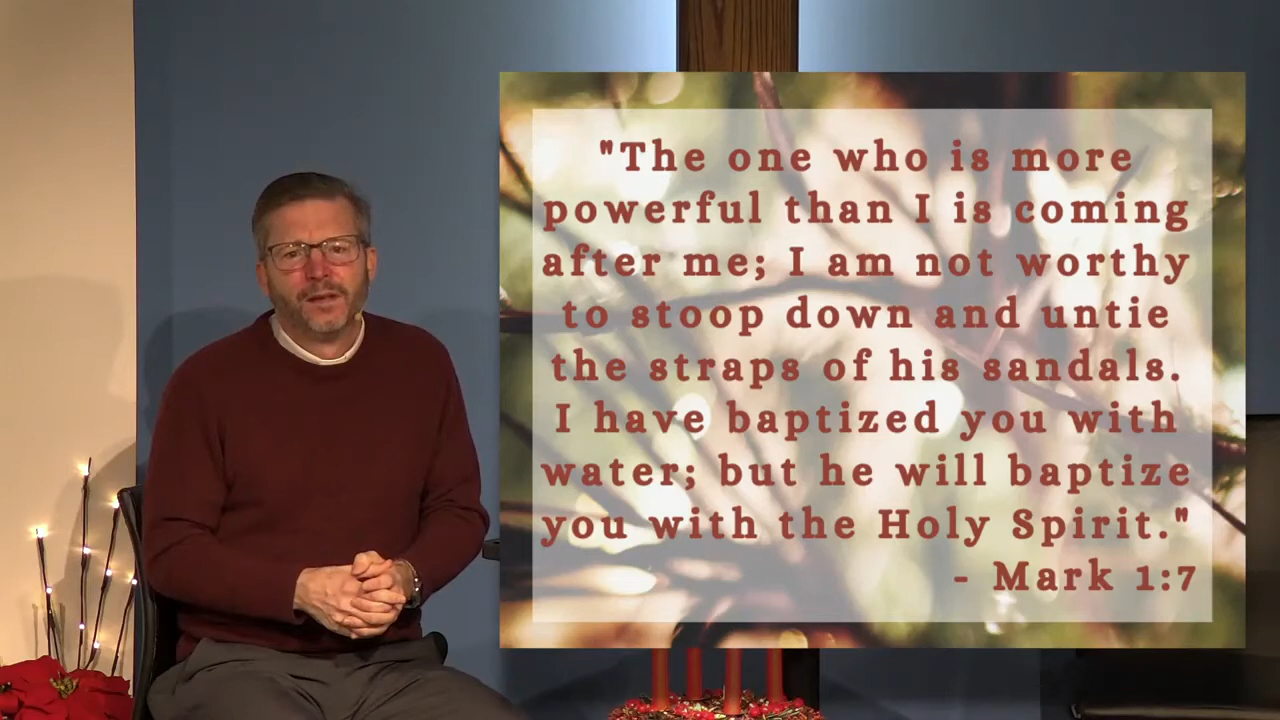 "The one who is more
powerful than I is coming
after me; I am not worthy
to stoop down and untie
the straps of his sandals.
I have baptized you with
water; but he will baptize
you with the Holy Spirit."
- Mark 1:7